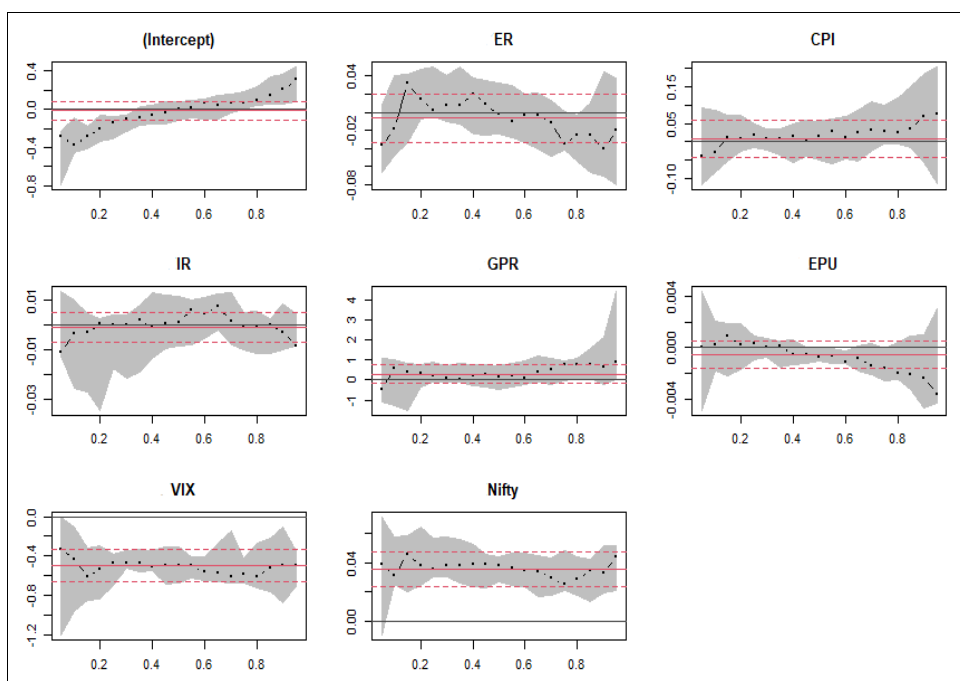 (Intercept)
-0.8 -0.4 0.0 0.4
0.2 0.4 0.6 0.8
ER
-0.08 -0.02 0.04
0.2 0.4 0.6 0.8
CPI
-0.10 0.05 0.15
0.2 0.4 0.6 0.8
IR
-0.03 -0.01 0.01
0.2 0.4 0.6 0.8
GPR
-1 0 1 2 3 4
0.2 0.4 0.6 0.8
EPU
-0.004 0.000 0.004
0.2 0.4 0.6 0.8
VIX
-1.2 -0.8 -0.4 0.0
0.2 0.4 0.6 0.8
Nifty
0.00 0.04
0.2 0.4 0.6 0.8